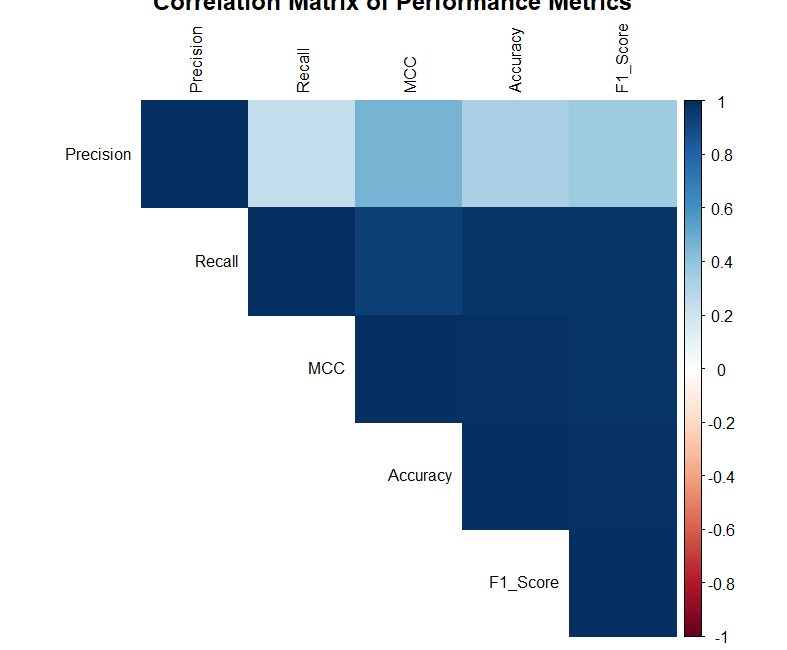 Correlation Matrix of Performance Metrics
Precision
Recall
MCC
Accuracy
F1_Score
Precision
Recall
MCC
Accuracy
F1_Score
1
0.8
0.6
0.4
0.2
0
-0.2
-0.4
-0.6
-0.8
-1